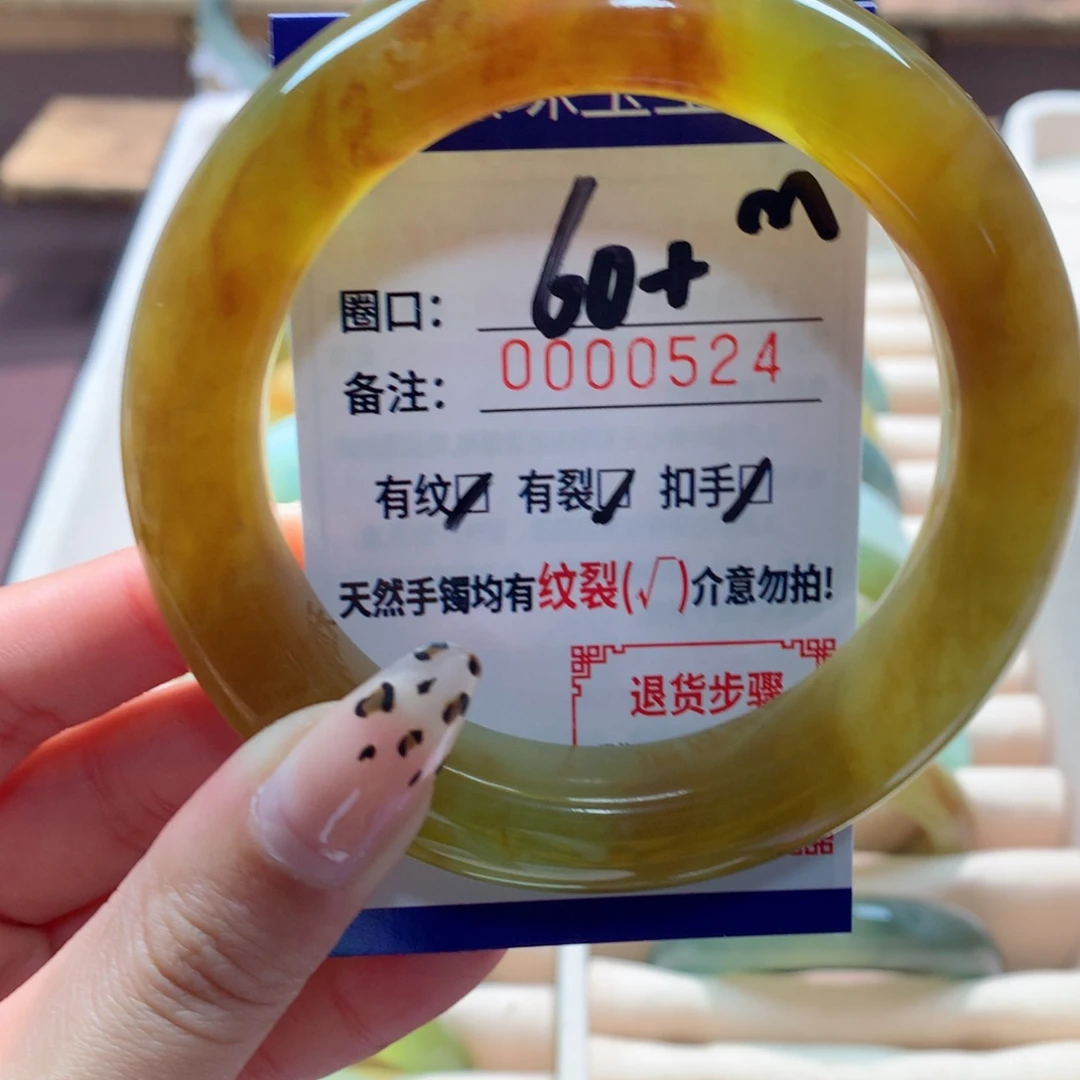 60+ m
圈口：
备注： 0000524
有纹 有裂 扣手
天然手镯均有纹裂(√)介意勿拍!
退货步骤